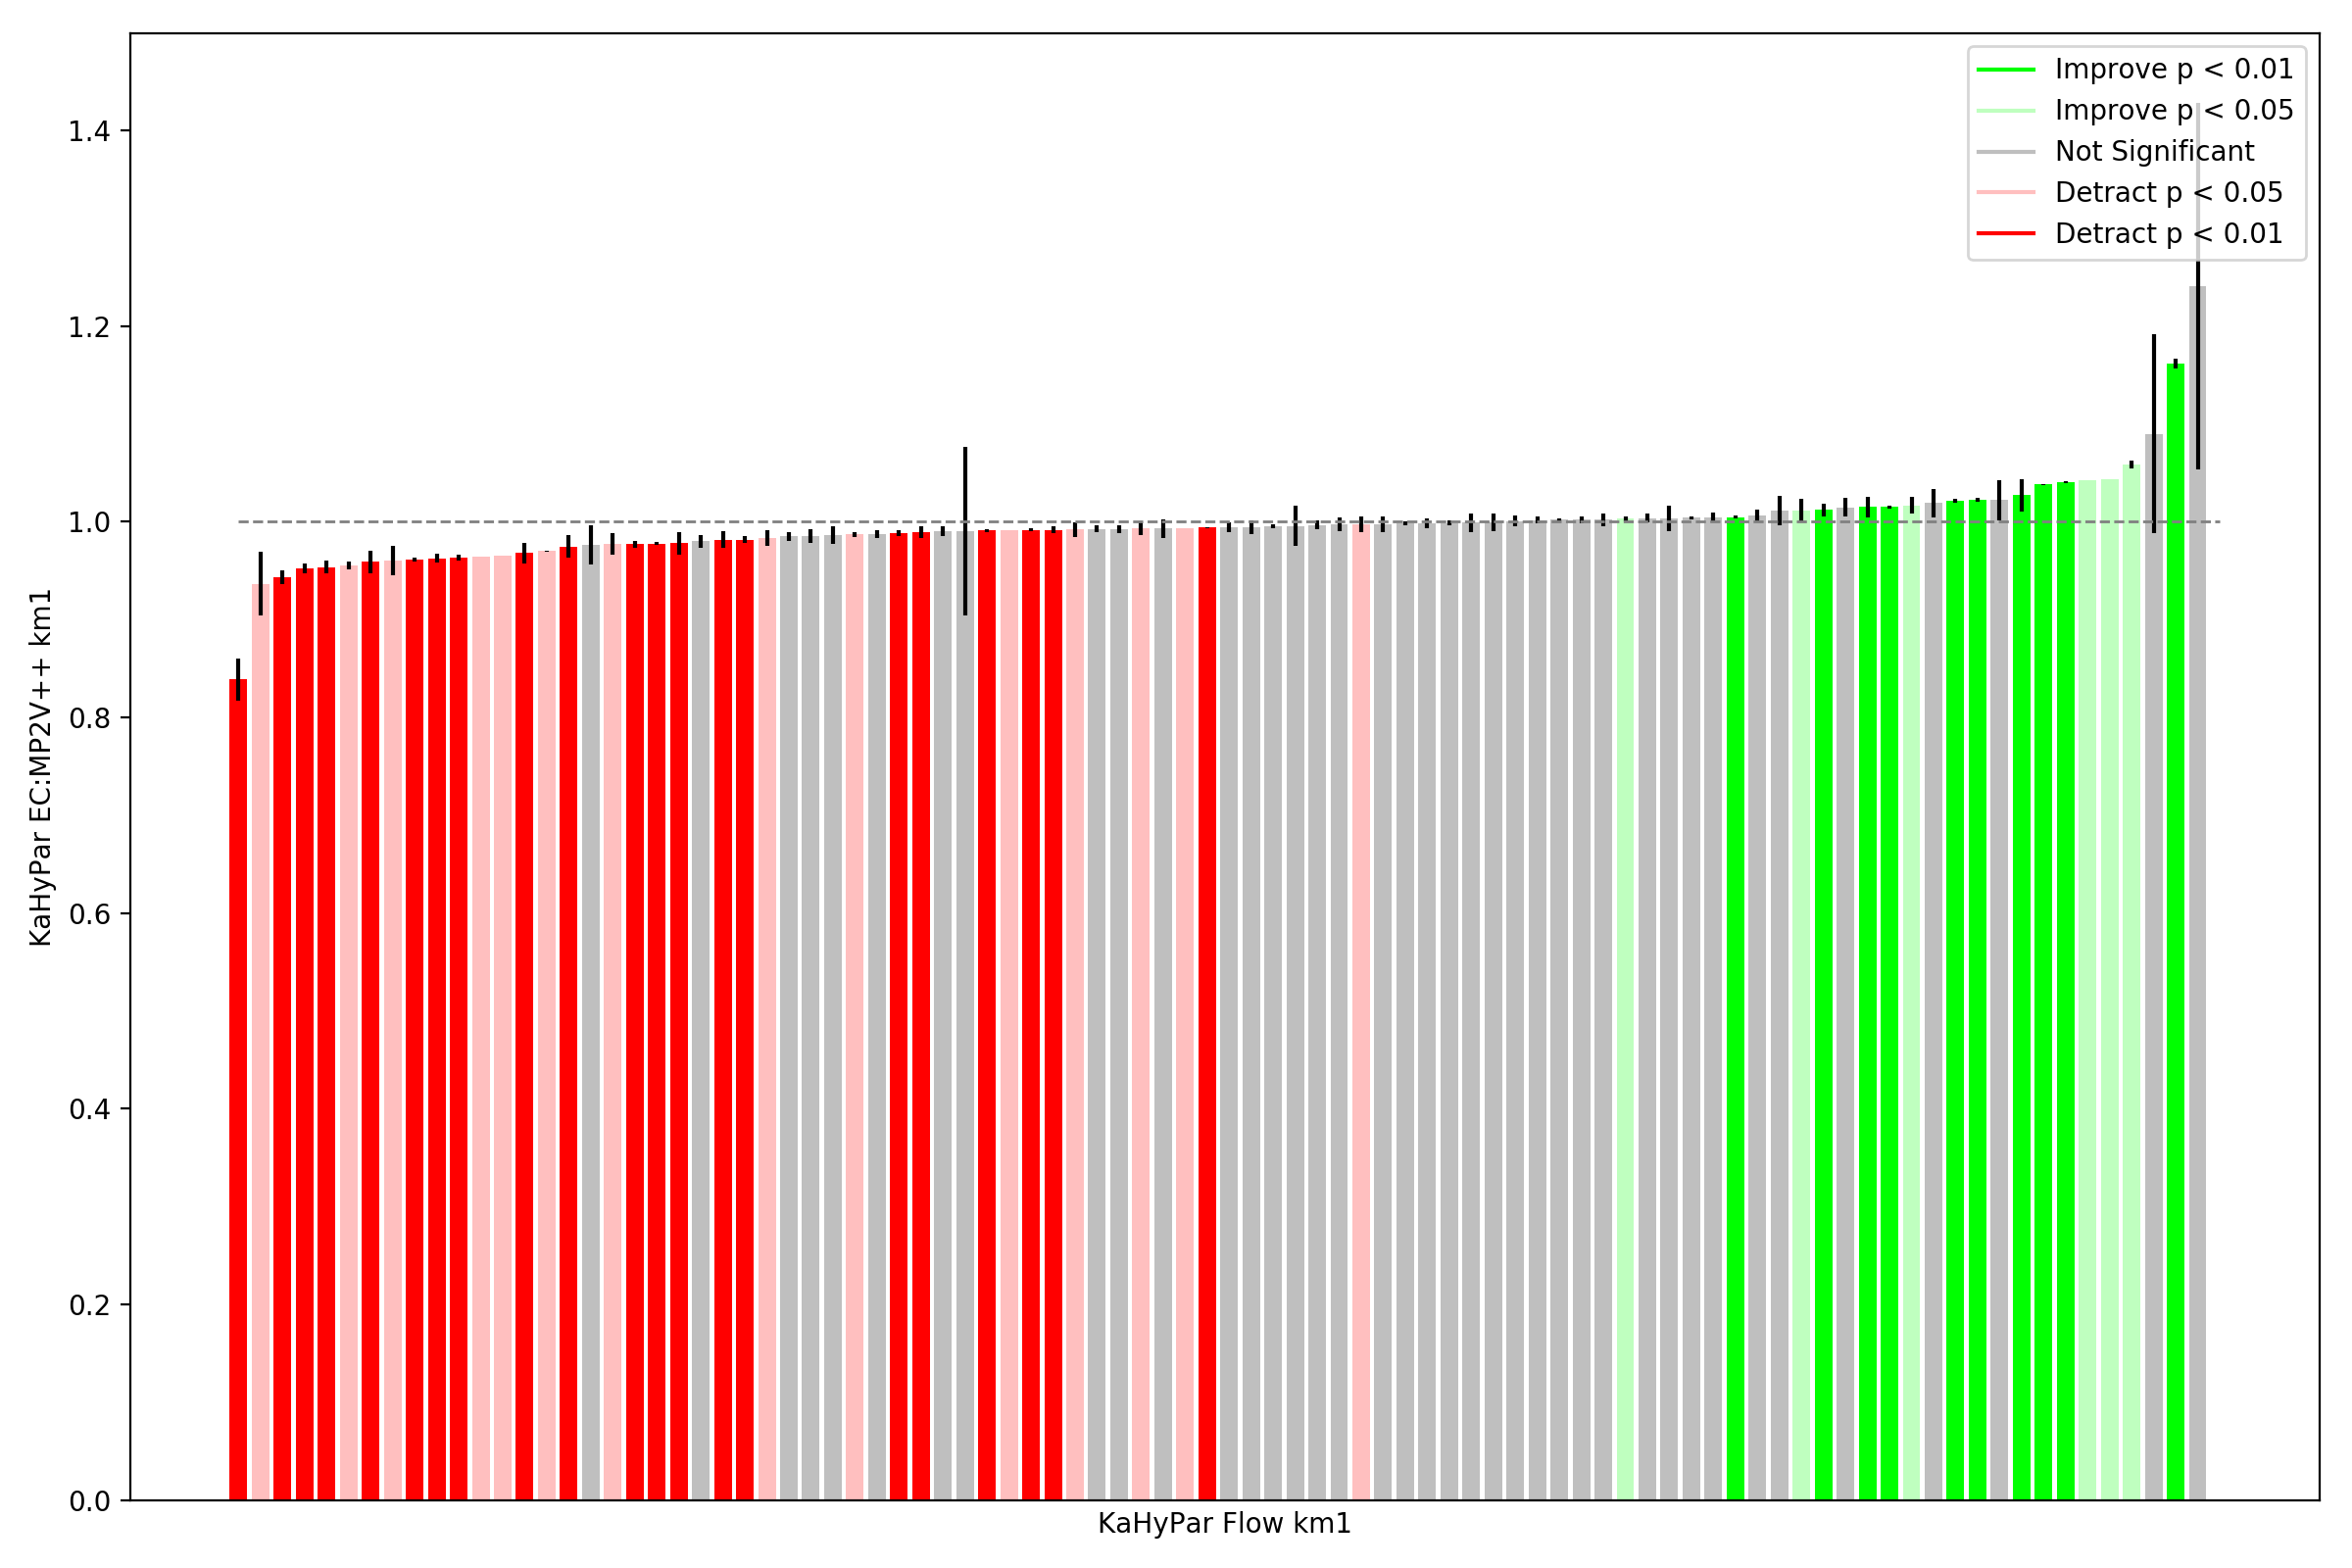 Improve p < 0.01
Improve p < 0.05
Not Significant
Detract p < 0.05
Detract p < 0.01
1.4
1.2
1.0
0.8
0.6
0.4
0.2
0.0
KaHyPar EC:MP2V++ km1
KaHyPar Flow km1